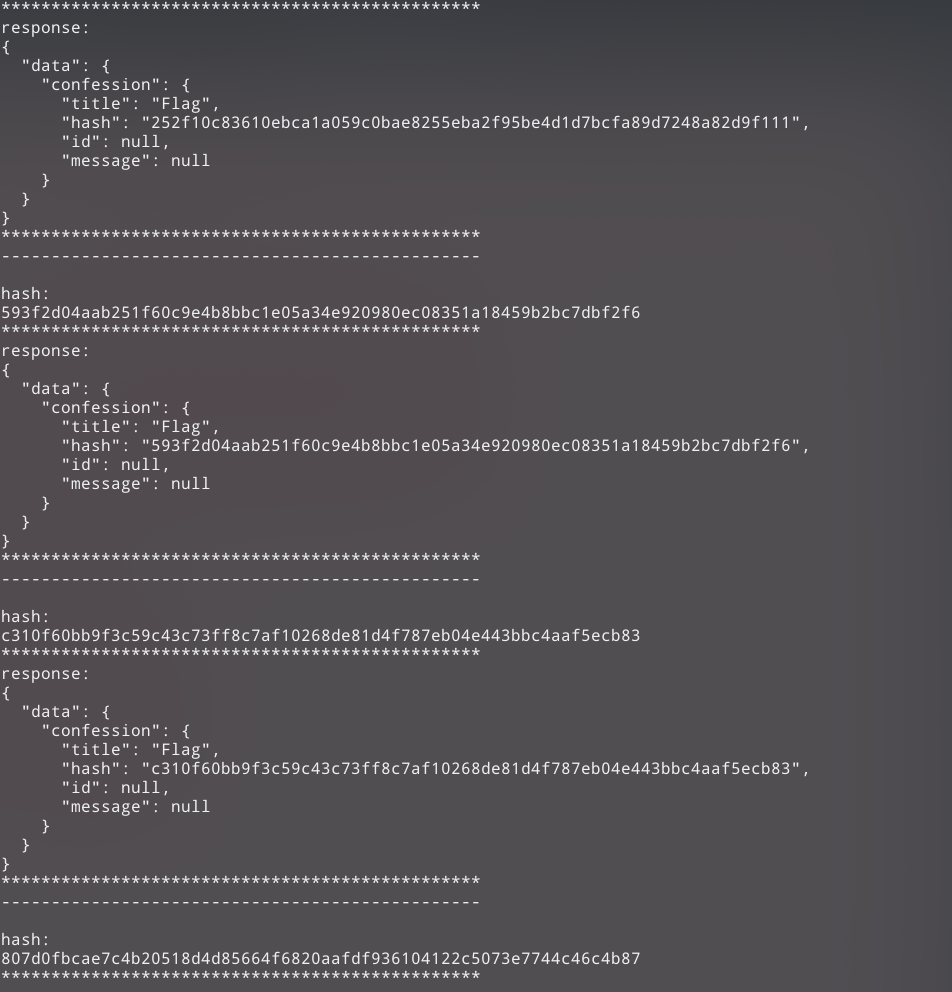 ************************************************
response:
{
  "data": {
    "confession": {
      "title": "Flag",
      "hash": "252f10c83610ebca1a059c0bae8255eba2f95be4d1d7bcfa89d7248a82d9f111",
      "id": null,
      "message": null
    }
  }
}
************************************************
------------------------------------------------

hash:
593f2d04aab251f60c9e4b8bbc1e05a34e920980ec08351a18459b2bc7dbf2f6
************************************************
response:
{
  "data": {
    "confession": {
      "title": "Flag",
      "hash": "593f2d04aab251f60c9e4b8bbc1e05a34e920980ec08351a18459b2bc7dbf2f6",
      "id": null,
      "message": null
    }
  }
}
************************************************
------------------------------------------------

hash:
c310f60bb9f3c59c43c73ff8c7af10268de81d4f787eb04e443bbc4aaf5ecb83
************************************************
response:
{
  "data": {
    "confession": {
      "title": "Flag",
      "hash": "c310f60bb9f3c59c43c73ff8c7af10268de81d4f787eb04e443bbc4aaf5ecb83",
      "id": null,
      "message": null
    }
  }
}
************************************************
------------------------------------------------

hash:
807d0fbcae7c4b20518d4d85664f6820aafdf936104122c5073e7744c46c4b87
************************************************